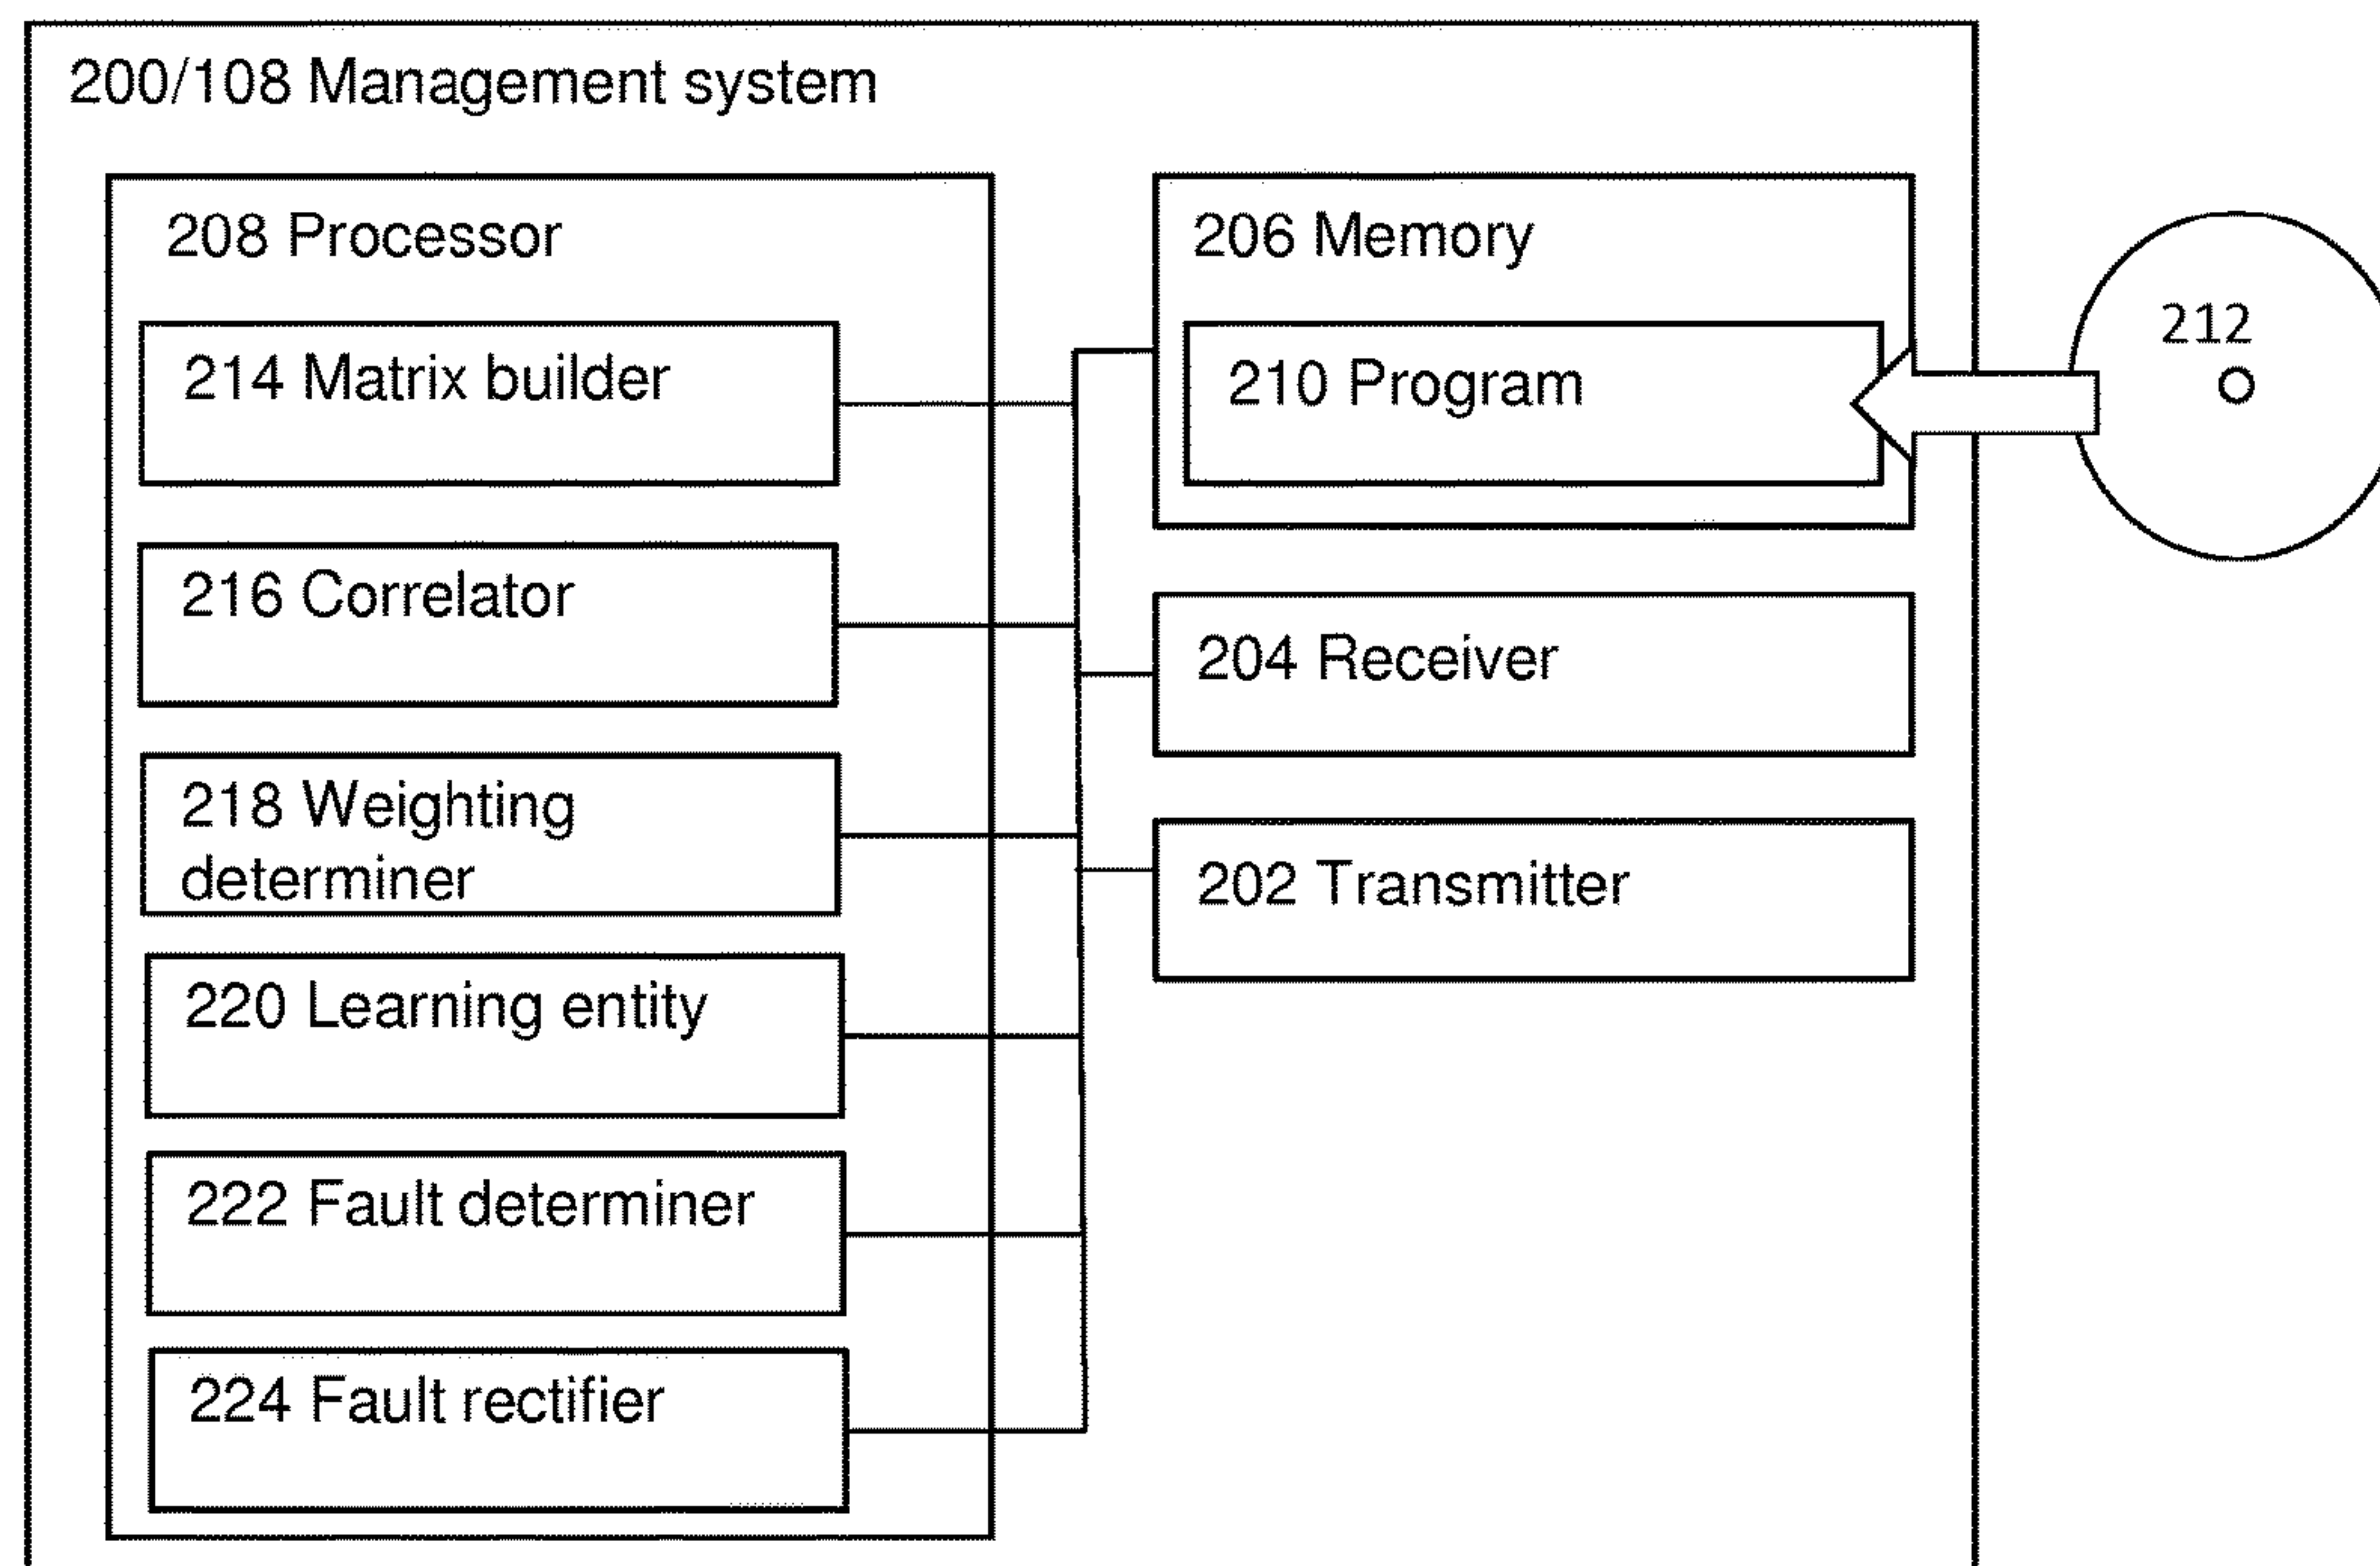 200/108 Management system
208 Processor
214 Matrix builder
216 Correlator
218 Weighting
determiner
220 Learning entity
222 Fault determiner
224 Fault rectifier
206 Memory
210 Program
204 Receiver
202 Transmitter
212